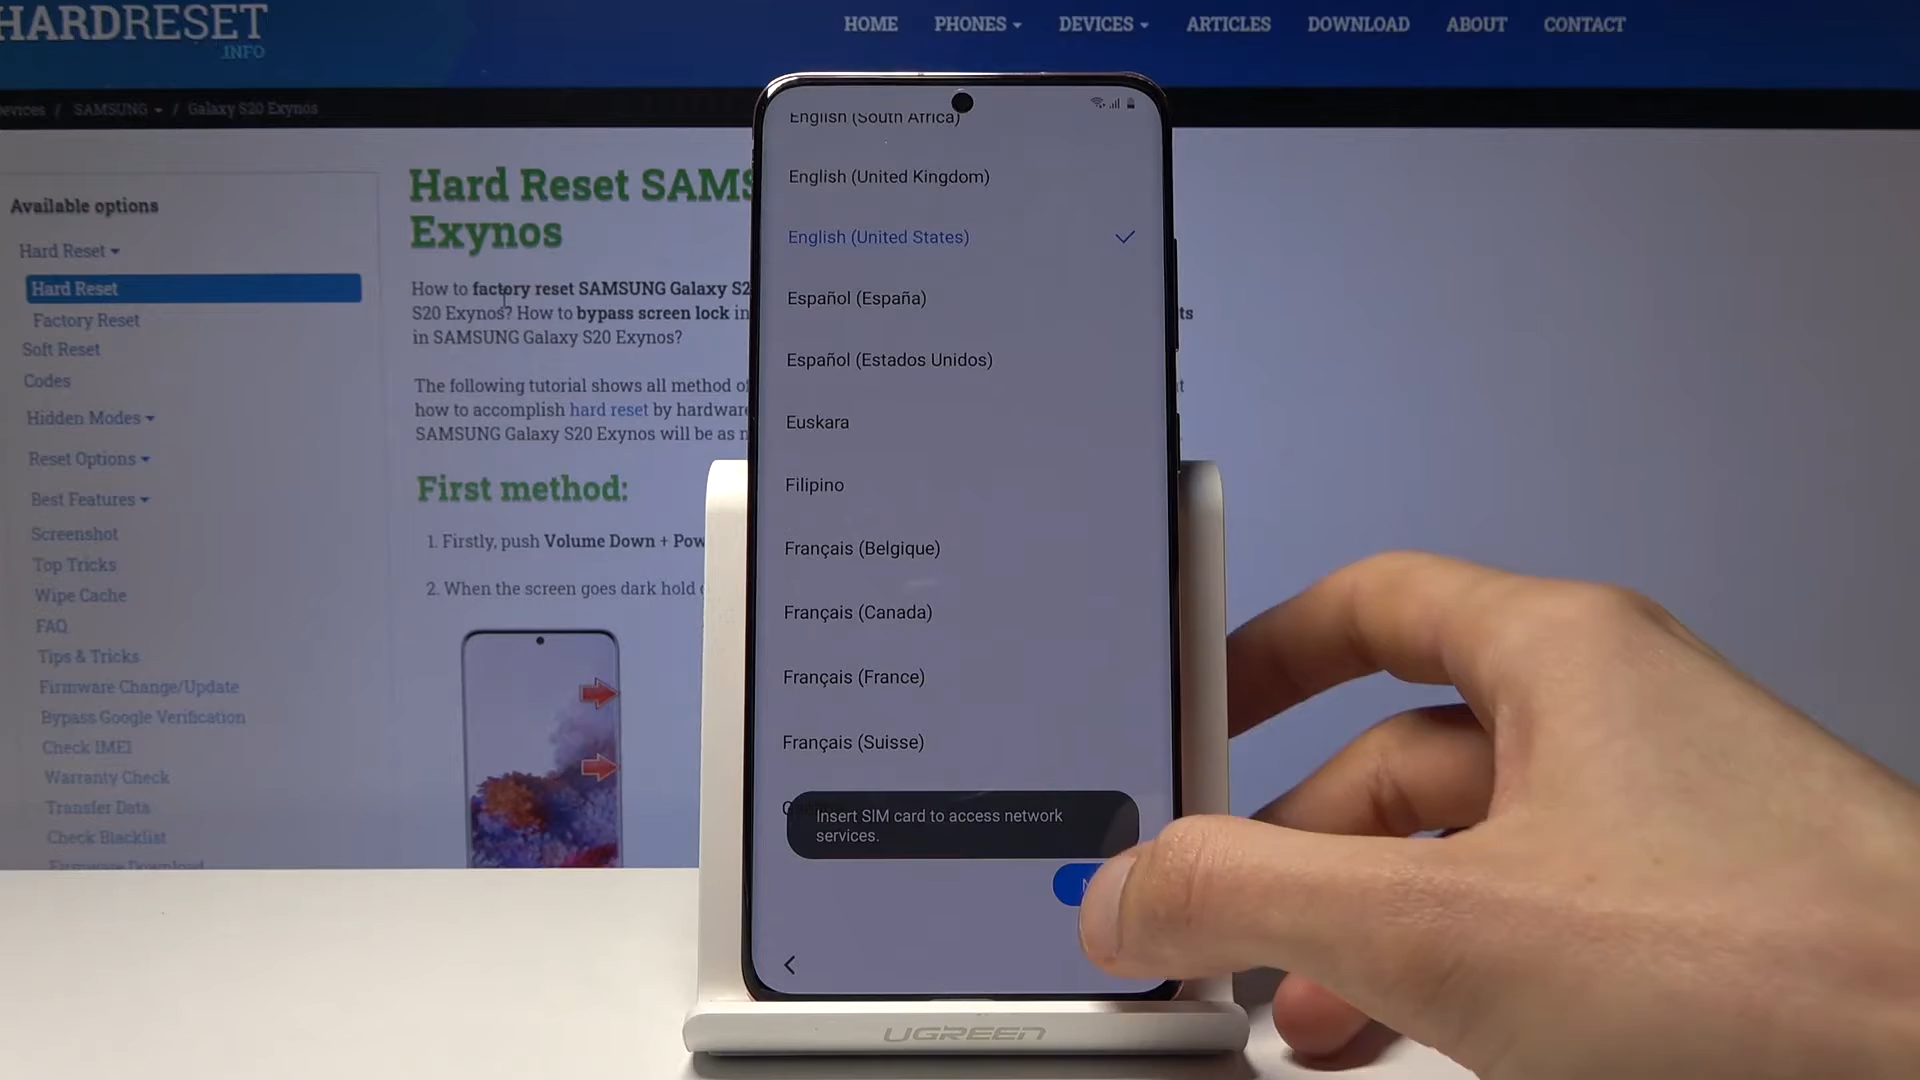 HARDRESET
.INFO
HOME PHONES DEVICES ARTICLES DOWNLOAD ABOUT CONTACT
/ SAMSUNG / Galaxy S20 Exynos
Available options
Hard Reset
Hard Reset
Factory Reset
Soft Reset
Codes
Hidden Modes
Reset Options
Best Features
Screenshot
Top Tricks
Wipe Cache
FAQ
Tips & Tricks
Firmware Change/Update
Bypass Google Verification
Check IMEI
Warranty Check
Transfer Data
Check Blacklist
Firmware Download
Hard Reset
Exynos
How to factory reset SAMSUNG Galaxy
S20 Exynos? How to bypass screen lock in
in SAMSUNG Galaxy S20 Exynos?
The following tutorial shows all method
how to accomplish hard reset by
SAMSUNG Galaxy S20 Exynos will be as
First method:
1. Firstly, push Volume Down +
2. When the screen goes dark hold
English (South Africa)
English (United Kingdom)
English (United States)
Español (España)
Español (Estados Unidos)
Euskara
Filipino
Français (Belgique)
Français (Canada)
Français (France)
Français (Suisse)
Insert SIM card to access network
services.
UGREEN